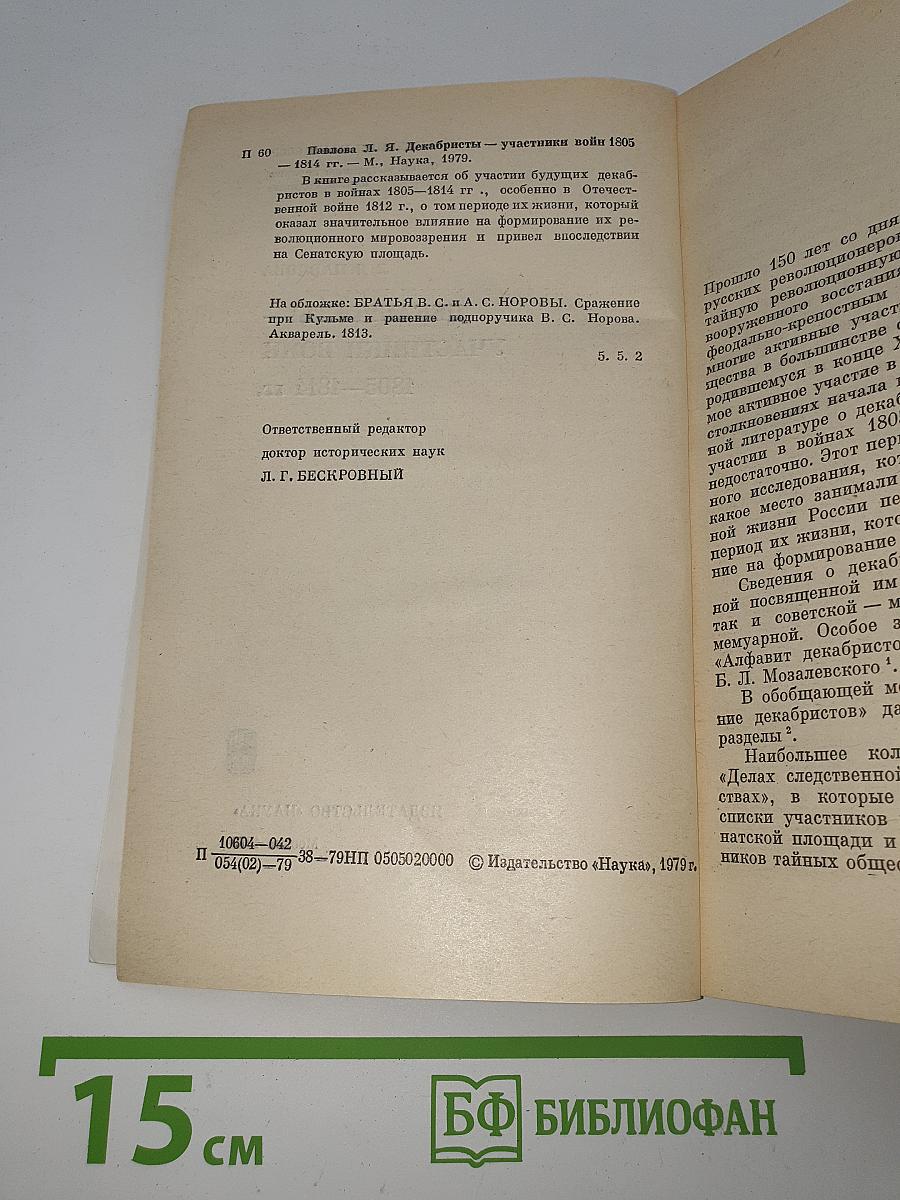 П 60 Павлова Л. Я. Декабристы — участники войн 1805
— 1814 гг. — М., Наука, 1979.
В книге рассказывается об участии будущих декаб-
ристов в войнах 1805—1814 гг ., особенно в Отечест-
венной войне 1812 г., о том периоде их жизни, который
оказал значительное влияние на формирование их ре-
волюционного мировоззрения и привел впоследствии
на Сенатскую площадь.
На обложке: БРАТЬЯ В. С. и А. С. НОРОВЫ. Сражение
при Кульме и ранение подпоручика В. С. Норова.
Акварель. 1813.
5. 5. 2
Ответственный редактор
доктор исторических наук
Л. Г. БЕСКРОВНЫЙ
П 10604—042
054(02)—79 38—79НП 0505020000 © Издательство «Наука», 1979 г.
Прошло 150 лет со дня
русских революционеров
тайную революционную
вооруженного восстания
феодально-крепостным
многие активные участ
щества в большинстве с
родившемуся в конце X
мое активное участие в
столкновениях начала
ной литературе о декаб
участии в войнах 1805
недостаточно. Этот пер
ного исследования, кот
какое место занимали
ной жизни России пе
период их жизни, кото
ние на формирование
Сведения о декаб
ной посвященной им
так и советской — м
мемуарной. Особое з
«Алфавит декабристо
Б. Л. Мозалевского 1.
В обобщающей м
ние декабристов» да
разделы 2.
Наибольшее кол
«Делах следственной
ствах», в которые
списки участников
натской площади и
ников тайных общес
15 см
БФ БИБЛИОФАН